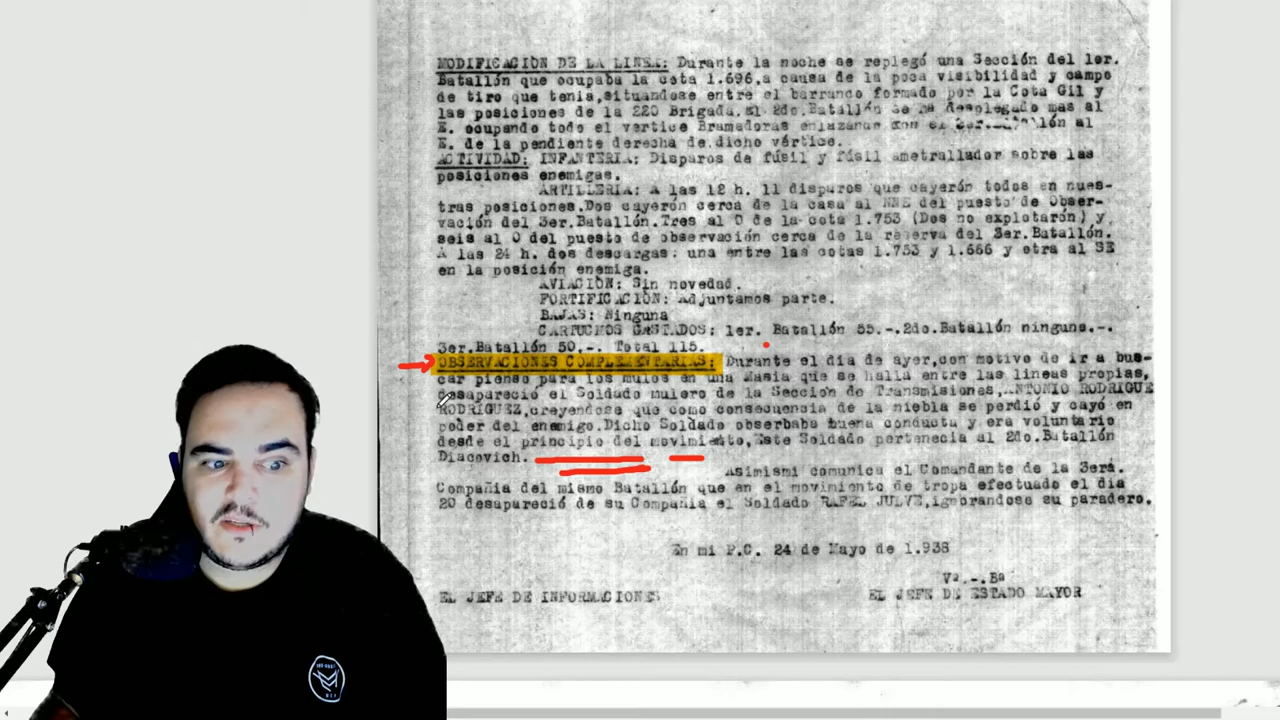 MODIFICACION DE LA LINEA: Durante la noche se replegó una Sección del 1er.
Batallón que ocupaba la cota 1.696,a causa de la poca visibilidad y campo
de tiro que tenia,situandose entre el barranco formado por la Cota Gil y
las posiciones de la 220 Brigada.El 2do.Batallón se ha desplegado mas al
E. ocupando todo el vertice Bramadoras enlazando con el 3er. Batallón al
E. de la pendiente derecha de dicho vértice.
ACTIVIDAD: INFANTERIA: Disparos de fúsil y fúsil ametrallador sobre las
posiciones enemigas.
ARTILLERIA: A las 12 h. 11 disparos que cayerón todos en nues-
tras posiciones.Dos cayerón cerca de la casa al NNE del puesto de Obser-
vación del 3er.Batallón.Tres al O de la cota 1.753 (Dos no explotarón) y
seis al O del puesto de observación cerca de la reserva del 3er.Batallón.
A las 24 h. dos descargas: una entre las cotas 1.753 y 1.686 y otra al SE
en la posición enemiga.
AVIACION: Sin novedad.
FORTIFICACION: Adjuntamos parte.
BAJAS: Ninguna
CARTUCHOS GASTADOS: 1er. Batallón 55.-.2do.Batallón ninguno.-.
3er.Batallón 50,-. Total 115.
OBSERVACIONES COMPLEMENTARIAS: Durante el dia de ayer,con motivo de ir a bus-
car pienso para los mulos en una Masia que se halla entre las lineas propias,
desapareció el Soldado mulero de la Sección de Transmisiones,ANTONIO RODRIGUE
RODRIGUEZ,creyendose que como consecuencia de la niebla se perdió y cayó en
poder del enemigo.Dicho Soldado obserbaba buena conducta y era voluntario
desde el principio del movimiento,Este Soldado pertenecia al 2do.Batallón
Diacovich.
Asimismi comunica el Comandante de la 3erá.
Compañia del mismo Batallón que en el movimiento de tropa efectuado el dia
20 desapareció de su Compañia el Soldado RAFEL JULVE,ignorandose su paradero.
En mi P.C. 24 de Mayo de 1.938
Vª.-.Bª
EL JEFE DE INFORMACIONES
EL JEFE DE ESTADO MAYOR